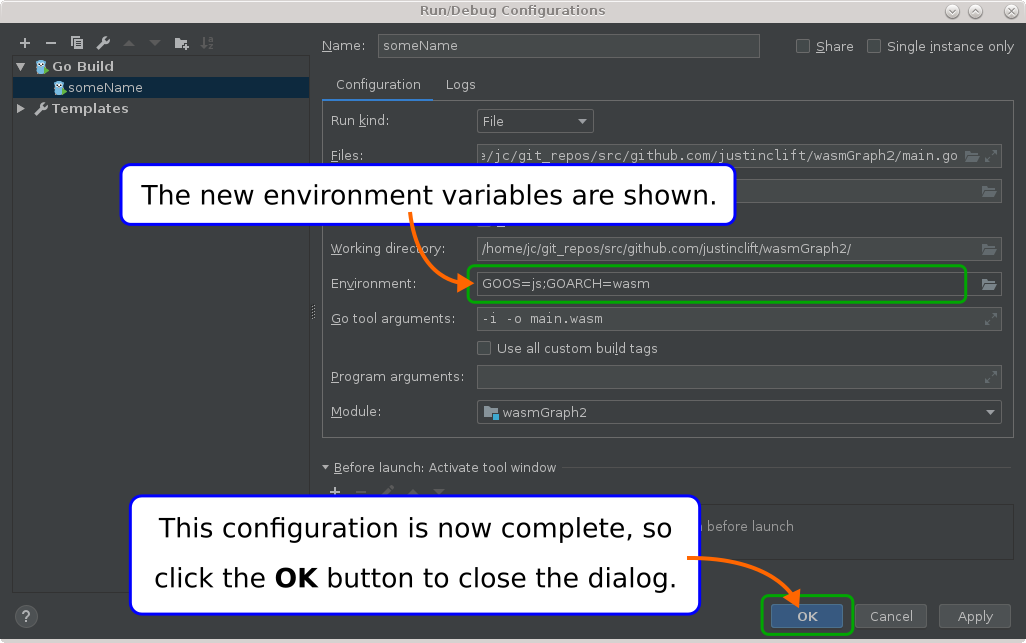 Run/Debug Configurations
Name: someName Share Single instance only
Go Build
someName
Templates
Configuration Logs
Run kind: File
Files: e/jc/git_repos/src/github.com/justinclift/wasmGraph2/main.go
The new environment variables are shown.
Working directory: /home/jc/git_repos/src/github.com/justinclift/wasmGraph2/
Environment: GOOS=js;GOARCH=wasm
Go tool arguments: -i -o main.wasm
Use all custom build tags
Program arguments:
Module: wasmGraph2
Before launch: Activate tool window
before launch
This configuration is now complete, so
click the OK button to close the dialog.
? OK Cancel Apply